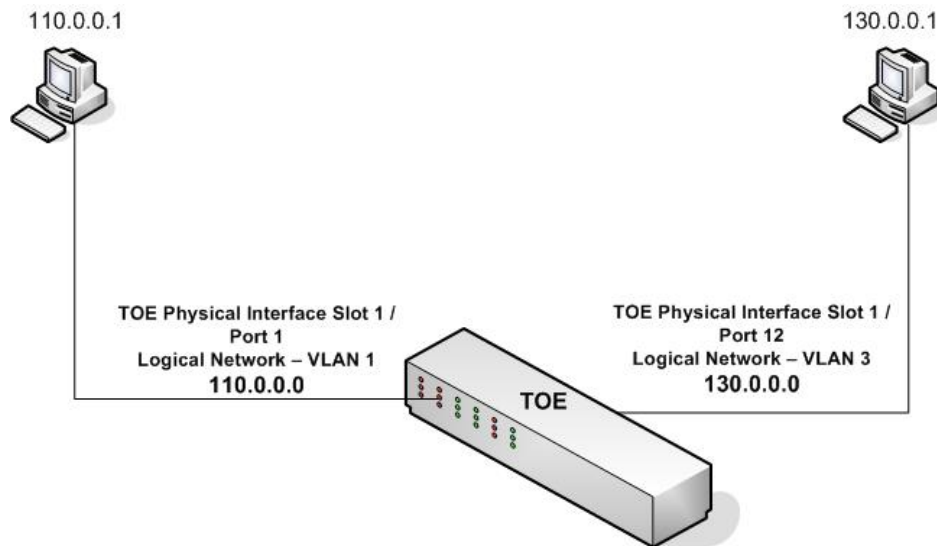 110.0.0.1
130.0.0.1
TOE Physical Interface Slot 1 /
Port 1
Logical Network – VLAN 1
110.0.0.0
TOE Physical Interface Slot 1 /
Port 12
Logical Network – VLAN 3
130.0.0.0
TOE